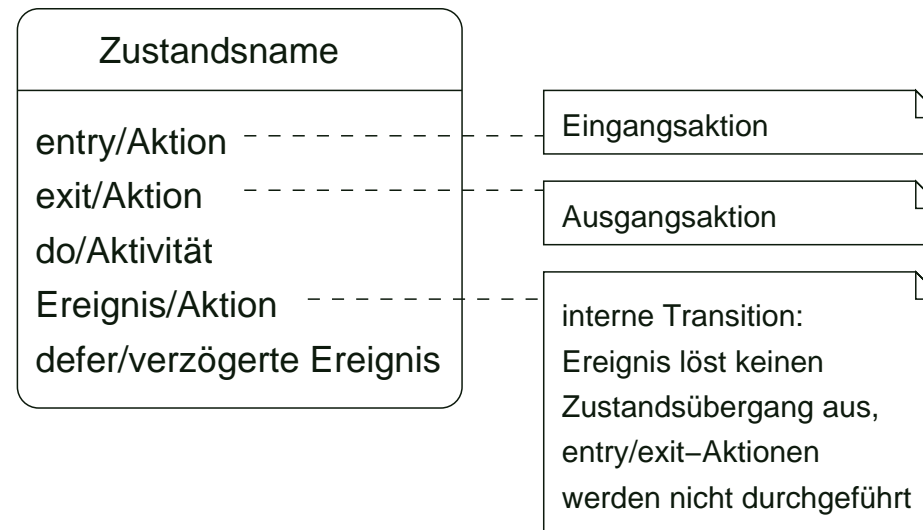 Zustandsname
entry/Aktion
exit/Aktion
do/Aktivität
Ereignis/Aktion
defer/verzögerte Ereignis
Eingangsaktion
Ausgangsaktion
interne Transition:
Ereignis löst keinen
Zustandsübergang aus,
entry/exit−Aktionen
werden nicht durchgeführt